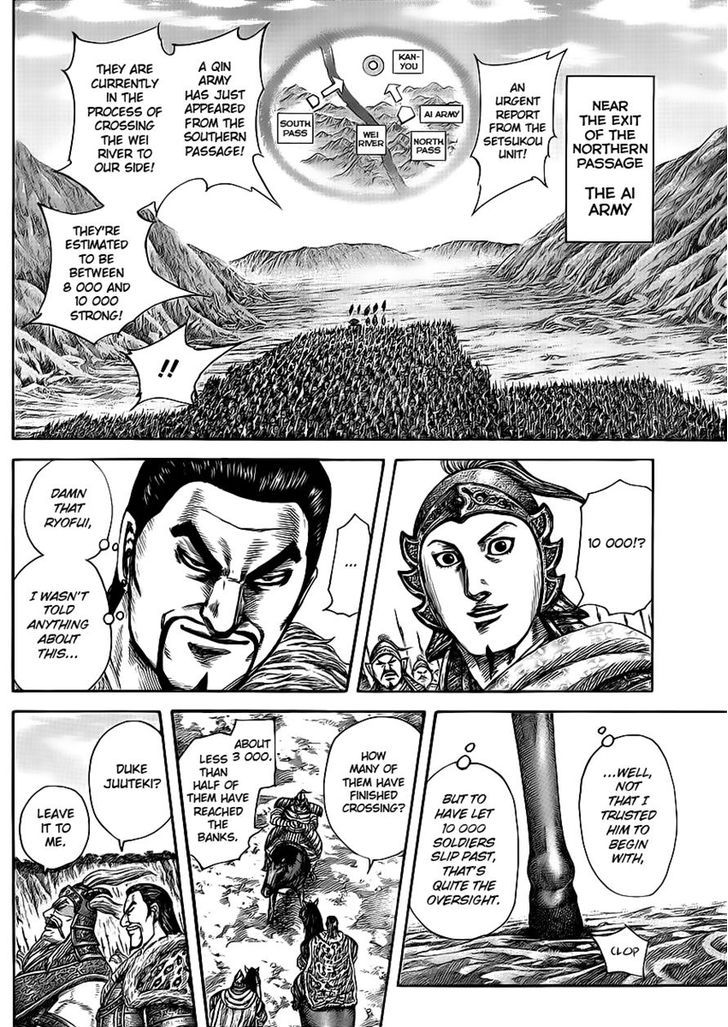 NEAR
THE EXIT
OF THE
NORTHERN
PASSAGE
THE AI
ARMY
AN
URGENT
REPORT
FROM THE
SETSUKOU
UNIT!
KAN-
YOU
AI ARMY
NORTH
PASS
WEI
RIVER
SOUTH
PASS
A QIN
ARMY
HAS JUST
APPEARED
FROM THE
SOUTHERN
PASSAGE!
THEY ARE
CURRENTLY
IN THE
PROCESS OF
CROSSING
THE WEI
RIVER TO
OUR SIDE!
THEY'RE
ESTIMATED
TO BE
BETWEEN
8 000 AND
10 000
STRONG!
!!
10 000!?
...
DAMN
THAT
RYOFUI,
I WASN'T
TOLD
ANYTHING
ABOUT
THIS...
...WELL,
NOT
THAT I
TRUSTED
HIM TO
BEGIN
WITH,
BUT TO
HAVE LET
10 000
SOLDIERS
SLIP PAST,
THAT'S
QUITE THE
OVERSIGHT.
CLOP
HOW
MANY OF
THEM HAVE
FINISHED
CROSSING?
ABOUT
3 000.
LESS
THAN
HALF OF
THEM HAVE
REACHED
THE
BANKS.
DUKE
JUUTEKI?
LEAVE
IT TO
ME.